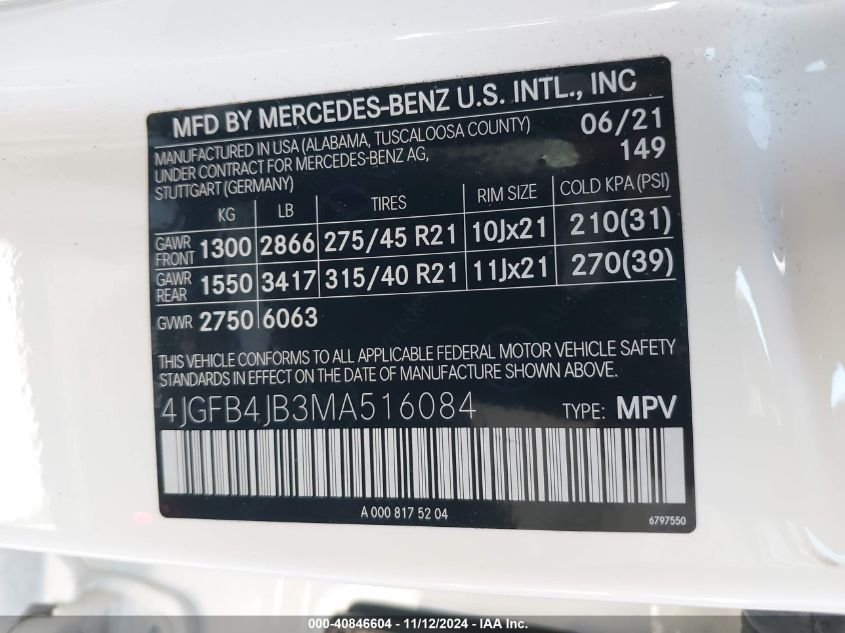 MFD BY MERCEDES-BENZ U.S. INTL., INC
MANUFACTURED IN USA (ALABAMA, TUSCALOOSA COUNTY) 06/21
UNDER CONTRACT FOR MERCEDES-BENZ AG, 149
STUTTGART (GERMANY)
KG LB TIRES RIM SIZE COLD KPA (PSI)
GAWR FRONT 1300 2866 275/45 R21 10Jx21 210(31)
GAWR REAR 1550 3417 315/40 R21 11Jx21 270(39)
GVWR 2750 6063
THIS VEHICLE CONFORMS TO ALL APPLICABLE FEDERAL MOTOR VEHICLE SAFETY
STANDARDS IN EFFECT ON THE DATE OF MANUFACTURE SHOWN ABOVE.
4JGFB4JB3MA516084 TYPE: MPV
A 000 817 52 04 6797550
000-40846604 - 11/12/2024 - IAA Inc.